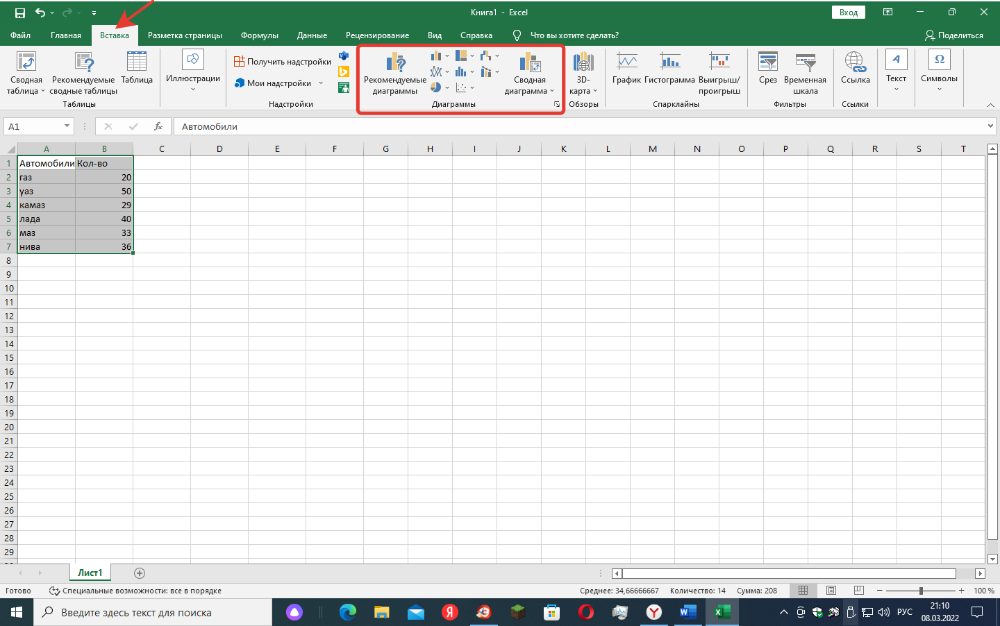 Книга1 - Excel
Вход
Файл Главная Вставка Разметка страницы Формулы Данные Рецензирование Вид Справка Что вы хотите сделать? Поделиться
Сводная таблица
Рекомендуемые сводные таблицы
Таблица
Таблицы
Иллюстрации
Получить надстройки
Мои надстройки
Надстройки
Рекомендуемые диаграммы
Сводная диаграмма
Диаграммы
3D-карта
Обзоры
График
Гистограмма
Выигрыш/проигрыш
Спарклайны
Срез
Временная шкала
Фильтры
Ссылка
Ссылки
Текст
Символы
A1 fx Автомобили
A B C D E F G H I J K L M N O P Q R S T
1 Автомобили Кол-во
2 газ 20
3 уаз 50
4 камаз 29
5 лада 40
6 маз 33
7 нива 36
8
9
10
11
12
13
14
15
16
17
18
19
20
21
22
23
24
25
26
27
28
29
Лист1
Готово Специальные возможности: все в порядке Среднее: 34,66666667 Количество: 14 Сумма: 208 100 %
Введите здесь текст для поиска
РУС
21:10
08.03.2022